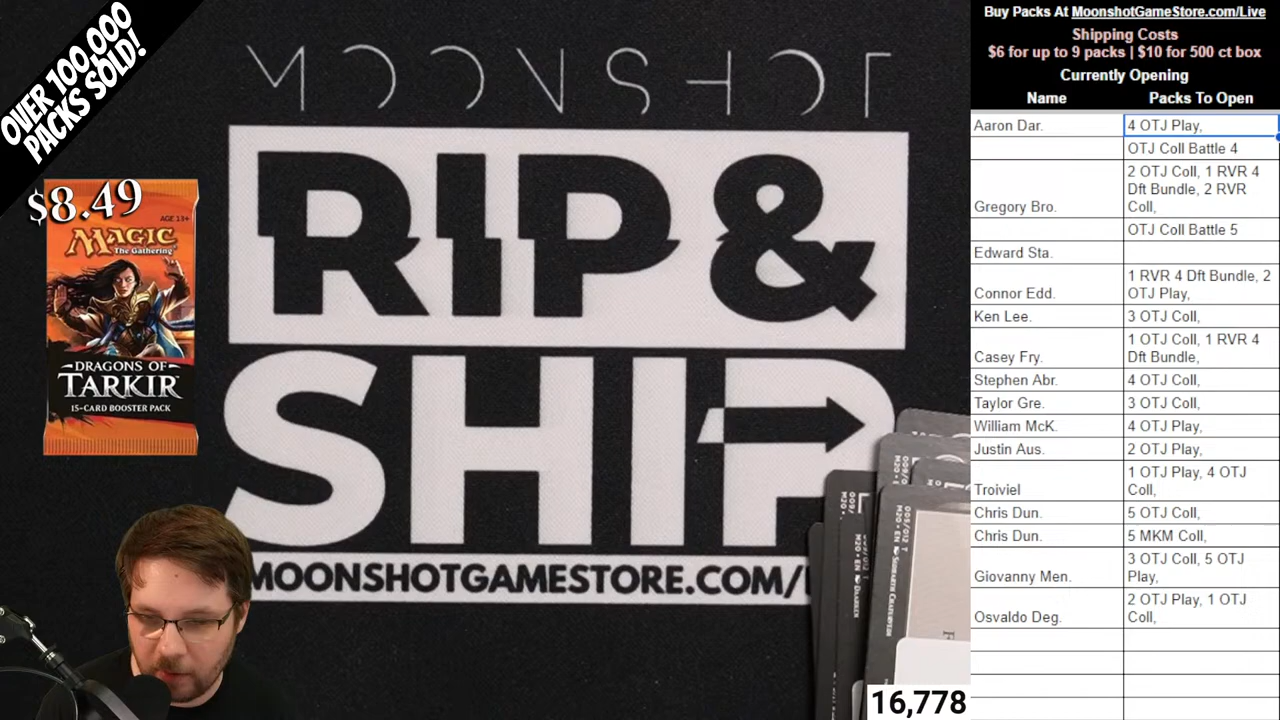 OVER 100,000
PACKS SOLD!
$8.49
AGE 13+
MAGIC
The Gathering
DRAGONS OF
TARKIR
15-CARD BOOSTER PACK
MOONSHOT
RIP &
SHIP
MOONSHOTGAMESTORE.COM/
16,778
Buy Packs At MoonshotGameStore.com/Live
Shipping Costs
$6 for up to 9 packs | $10 for 500 ct box
Currently Opening
Name Packs To Open
Aaron Dar. 4 OTJ Play,
OTJ Coll Battle 4
2 OTJ Coll, 1 RVR 4
Dft Bundle, 2 RVR
Gregory Bro. Coll,
OTJ Coll Battle 5
Edward Sta.
1 RVR 4 Dft Bundle, 2
Connor Edd. OTJ Play,
Ken Lee. 3 OTJ Coll,
1 OTJ Coll, 1 RVR 4
Casey Fry. Dft Bundle,
Stephen Abr. 4 OTJ Coll,
Taylor Gre. 3 OTJ Coll,
William McK. 4 OTJ Play,
Justin Aus. 2 OTJ Play,
1 OTJ Play, 4 OTJ
Troiviel Coll,
Chris Dun. 5 OTJ Coll,
Chris Dun. 5 MKM Coll,
3 OTJ Coll, 5 OTJ
Giovanny Men. Play,
2 OTJ Play, 1 OTJ
Osvaldo Deg. Coll,